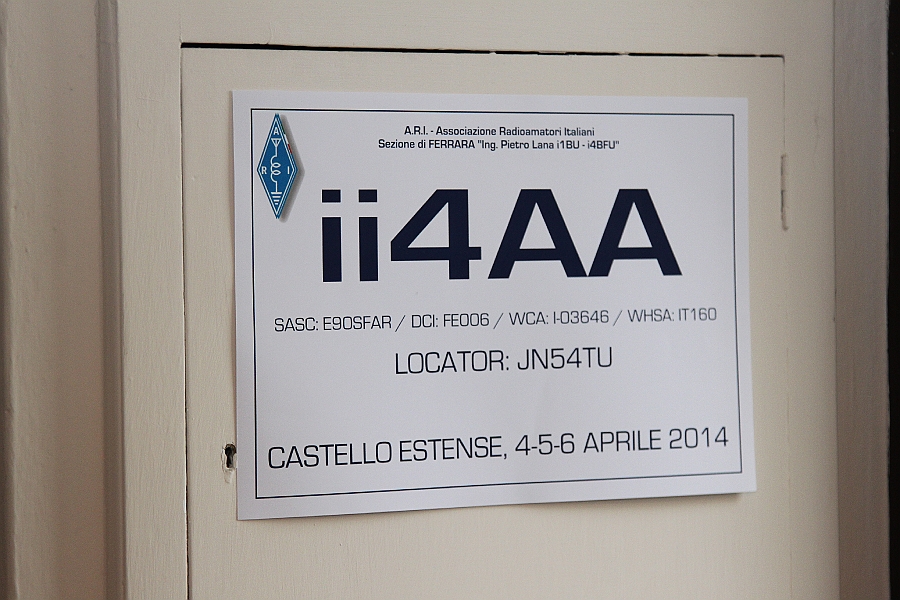 A.R.I. - Associazione Radioamatori Italiani
Sezione di FERRARA "Ing. Pietro Lana i1BU - i4BFU"
A
R I
ii4AA
SASC: E90SFAR / DCI: FE006 / WCA: I-03646 / WHSA: IT160
LOCATOR: JN54TU
CASTELLO ESTENSE, 4-5-6 APRILE 2014